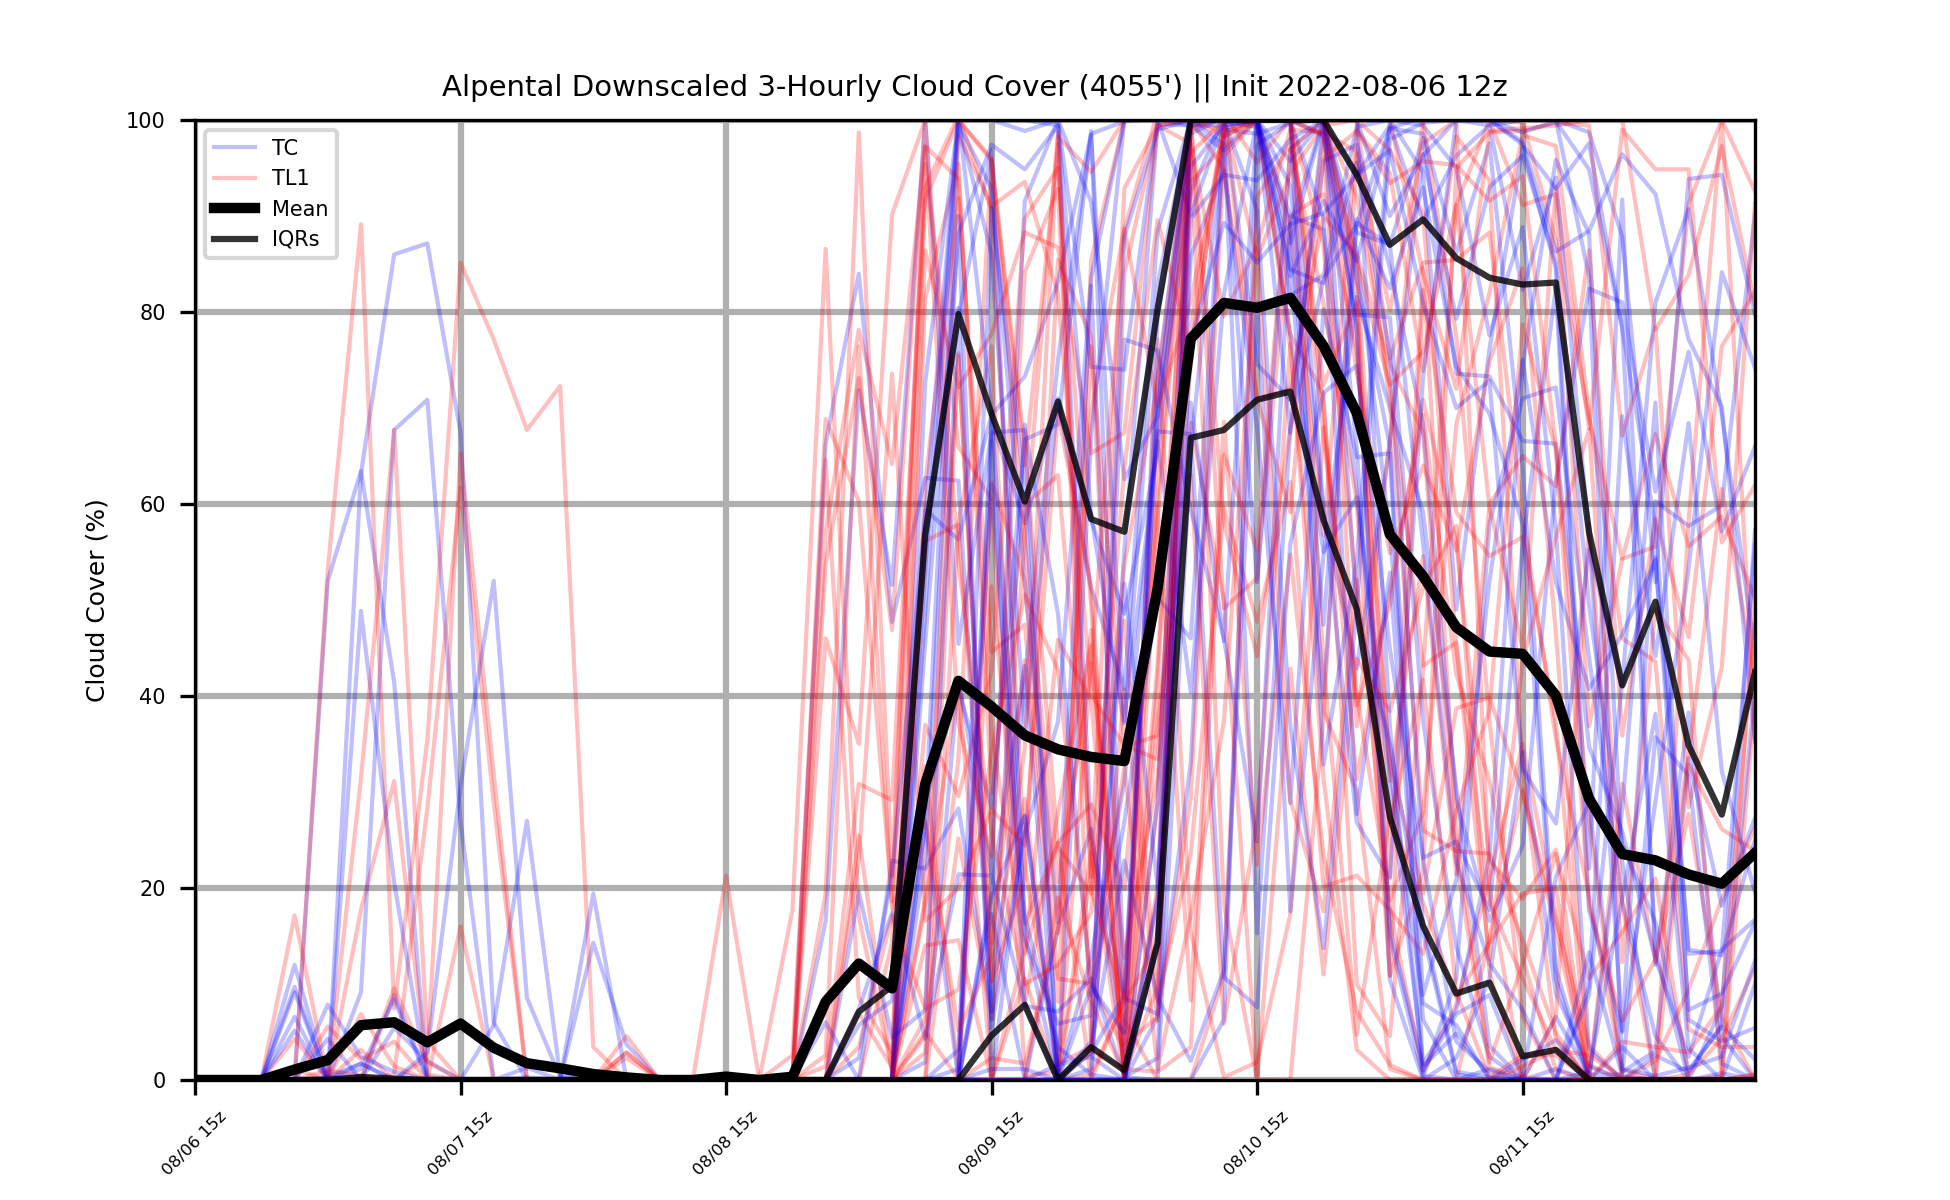 Alpental Downscaled 3-Hourly Cloud Cover (4055') || Init 2022-08-06 12z
TC
TL1
Mean
IQRs
Cloud Cover (%)
100
80
60
40
20
0
08/06 15z
08/07 15z
08/08 15z
08/09 15z
08/10 15z
08/11 15z